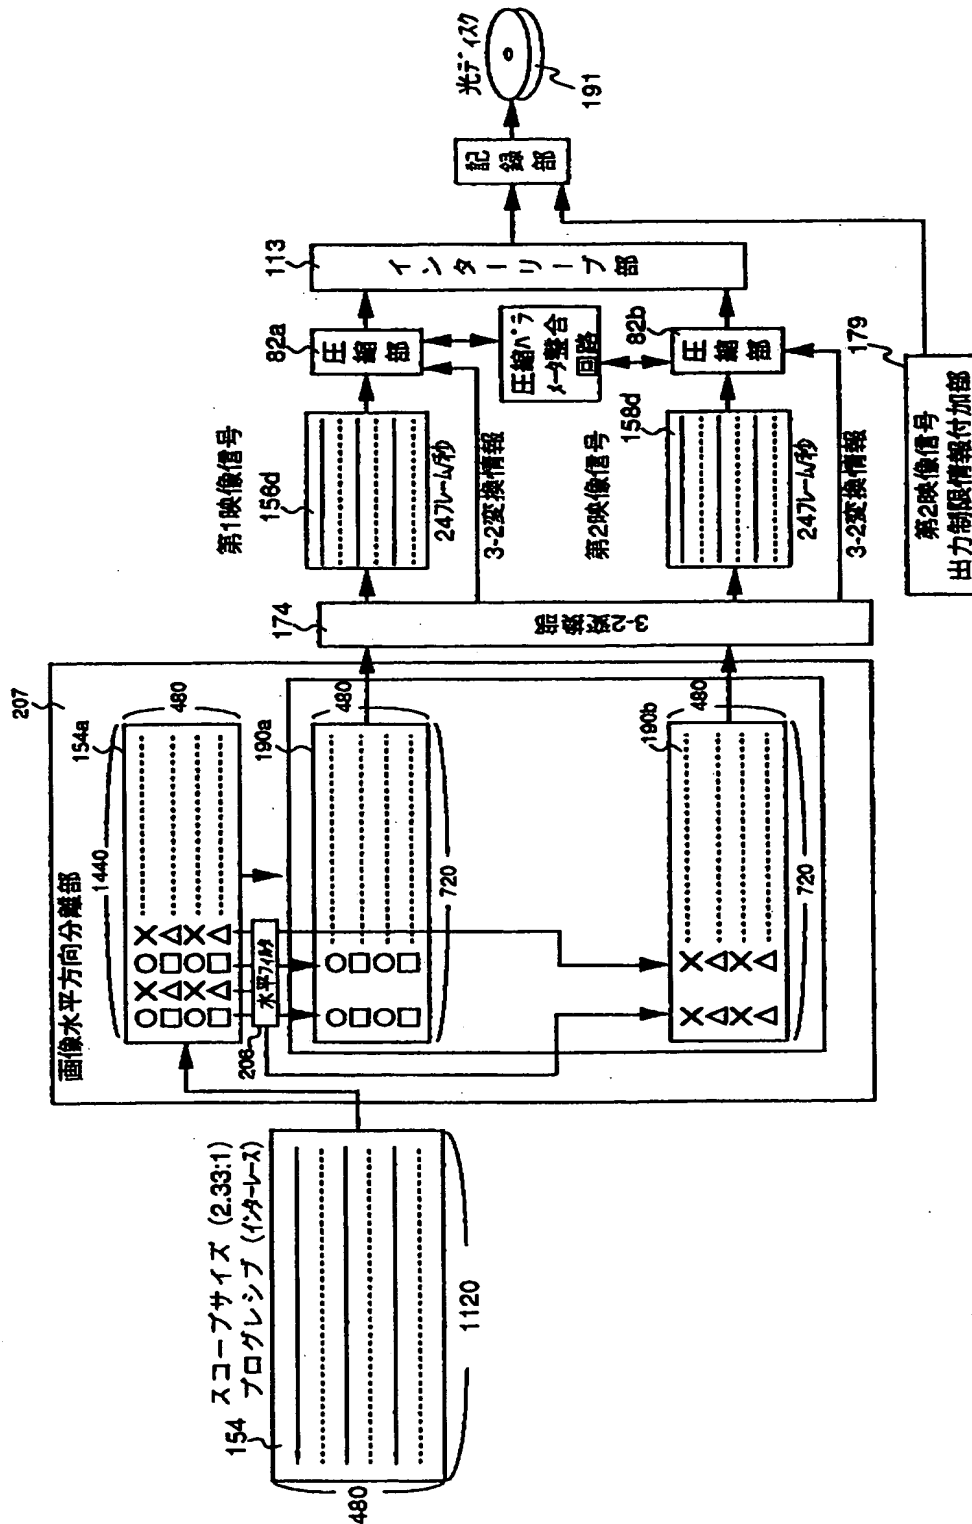 スコープサイズ (2.33:1)
プログレシブ (インターレース)
154
480
1120
207
画像水平方向分離部
154a
1440
480
206
水平フィルタ
190a
480
720
190b
480
720
174
3-2変換部
第1映像信号
156d
24フレーム/秒
3-2変換情報
第2映像信号
158d
24フレーム/秒
3-2変換情報
82a
圧縮部
圧縮パラ
メータ整合
回路
82b
圧縮部
113
インターリーブ部
記録部
光ディスク
191
179
第2映像信号
出力制限情報付加部